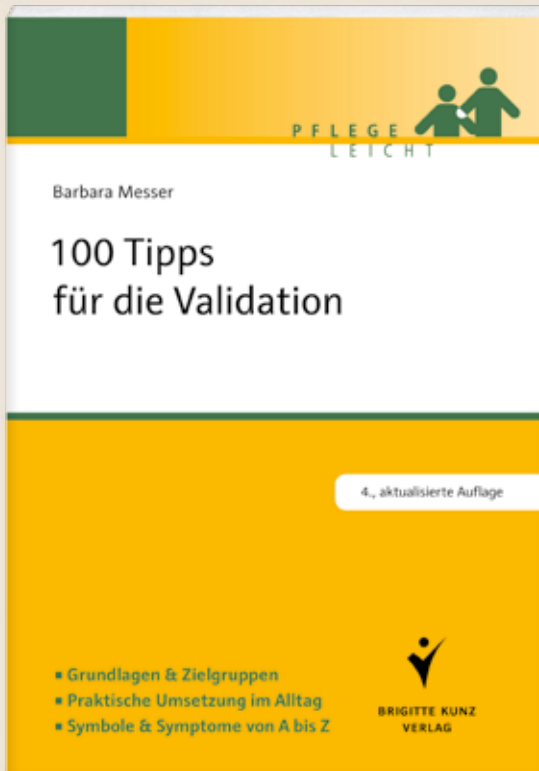 PFLEGE
LEICHT
Barbara Messer
100 Tipps
für die Validation
4., aktualisierte Auflage
▪ Grundlagen & Zielgruppen
▪ Praktische Umsetzung im Alltag
▪ Symbole & Symptome von A bis Z
BRIGITTE KUNZ
VERLAG